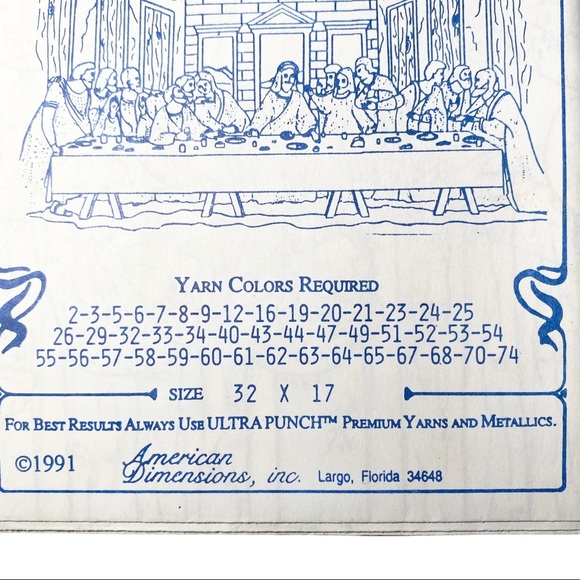 YARN COLORS REQUIRED
2-3-5-6-7-8-9-12-16-19-20-21-23-24-25
26-29-32-33-34-40-43-44-47-49-51-52-53-54
55-56-57-58-59-60-61-62-63-64-65-67-68-70-74
SIZE 32 X 17
FOR BEST RESULTS ALWAYS USE ULTRA PUNCH™ PREMIUM YARNS AND METALLICS.
©1991 American Dimensions, inc. Largo, Florida 34648